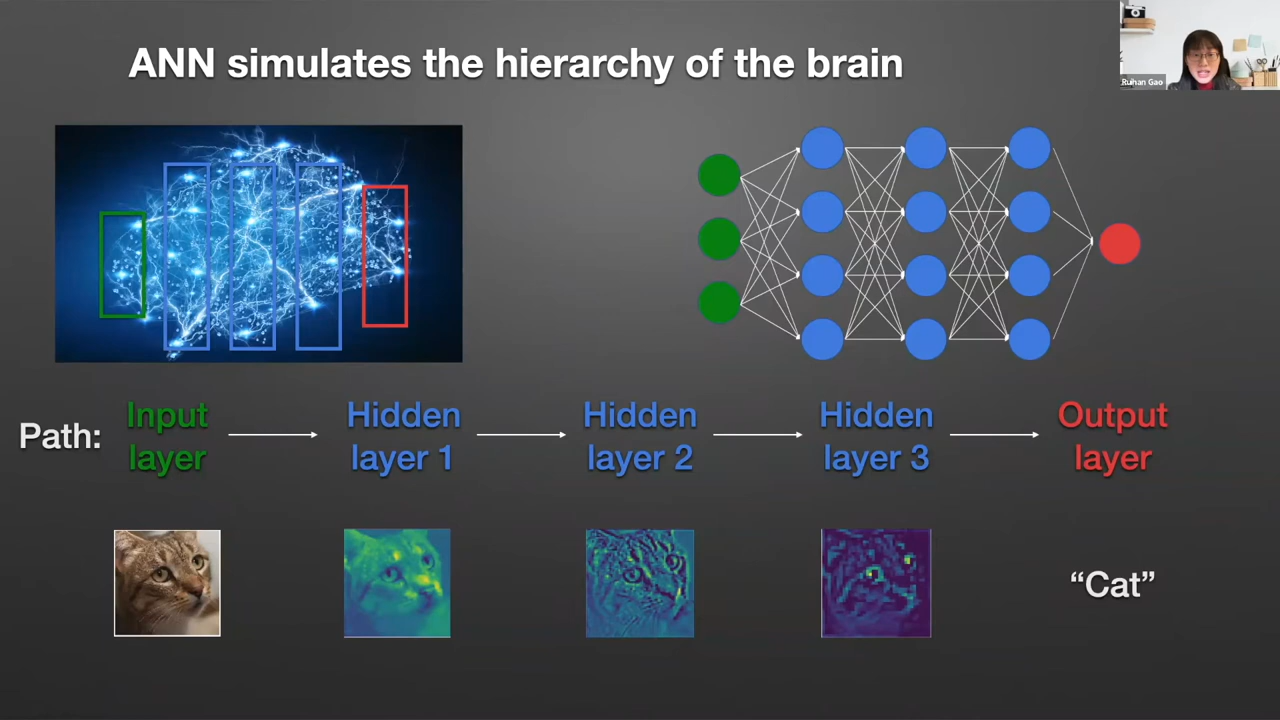 ANN simulates the hierarchy of the brain
Ruihan Gao
Path:
Input
layer
Hidden
layer 1
Hidden
layer 2
Hidden
layer 3
Output
layer
“Cat”